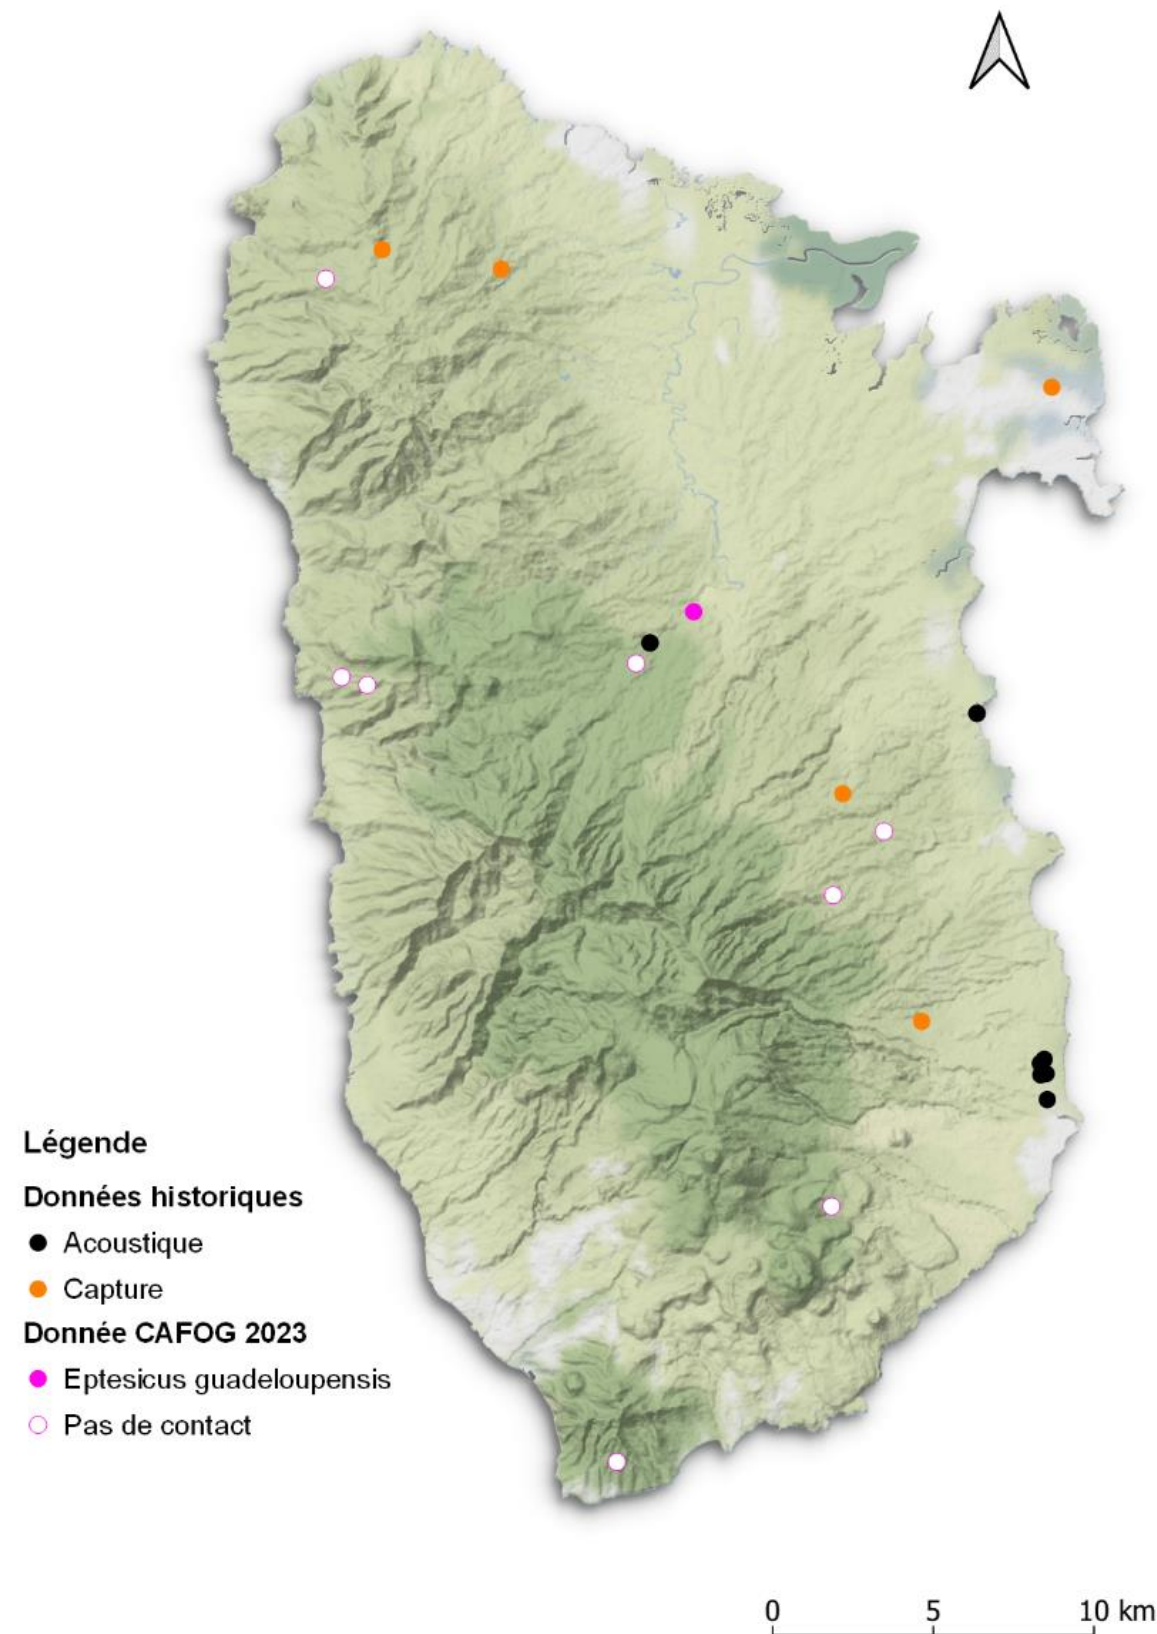 Légende
Données historiques
Acoustique
Capture
Donnée CAFOG 2023
Eptesicus guadeloupensis
Pas de contact
0 5 10 km